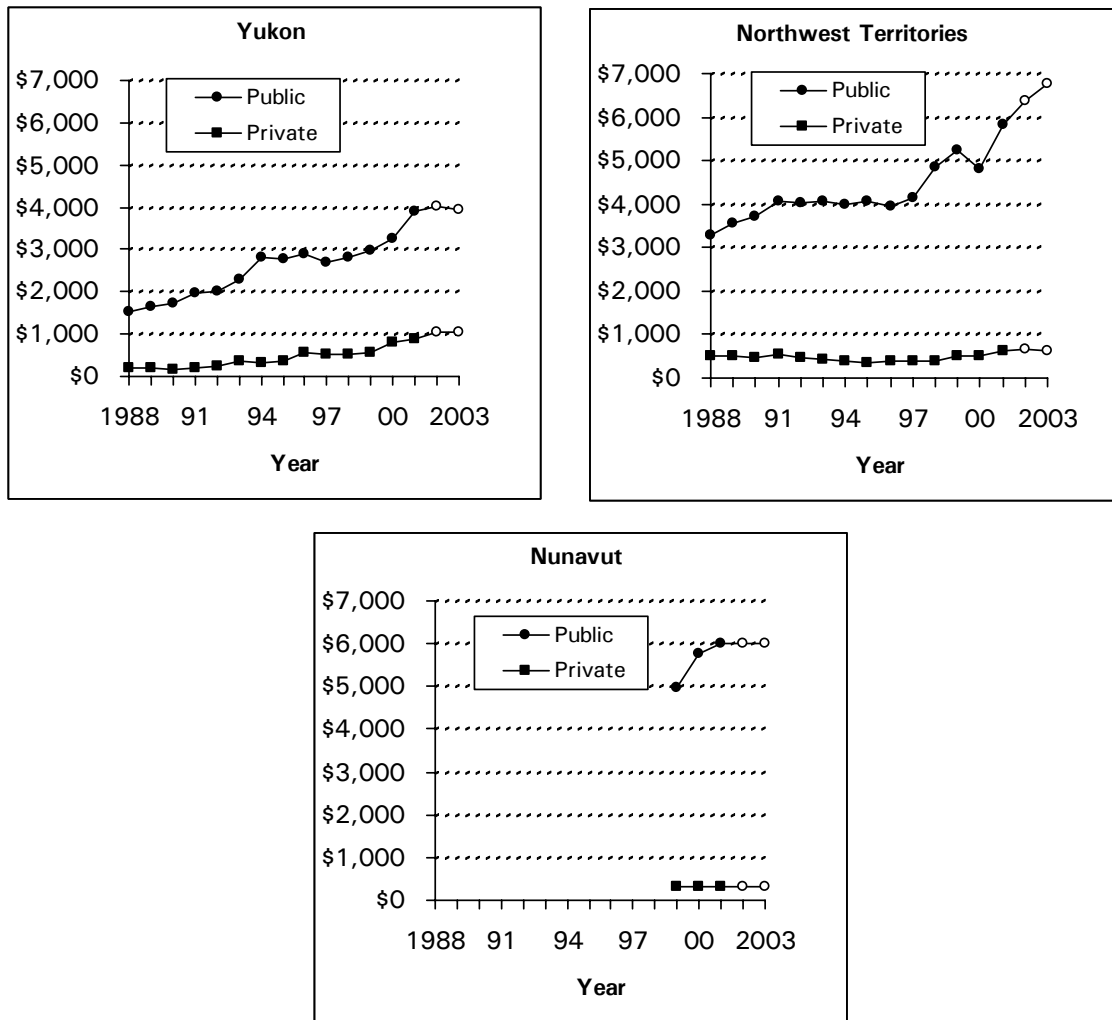 Yukon
$7,000
$6,000
$5,000
$4,000
$3,000
$2,000
$1,000
$0
Public
Private
1988 91 94 97 00 2003
Year
Northwest Territories
$7,000
$6,000
$5,000
$4,000
$3,000
$2,000
$1,000
$0
Public
Private
1988 91 94 97 00 2003
Year
Nunavut
$7,000
$6,000
$5,000
$4,000
$3,000
$2,000
$1,000
$0
Public
Private
1988 91 94 97 00 2003
Year